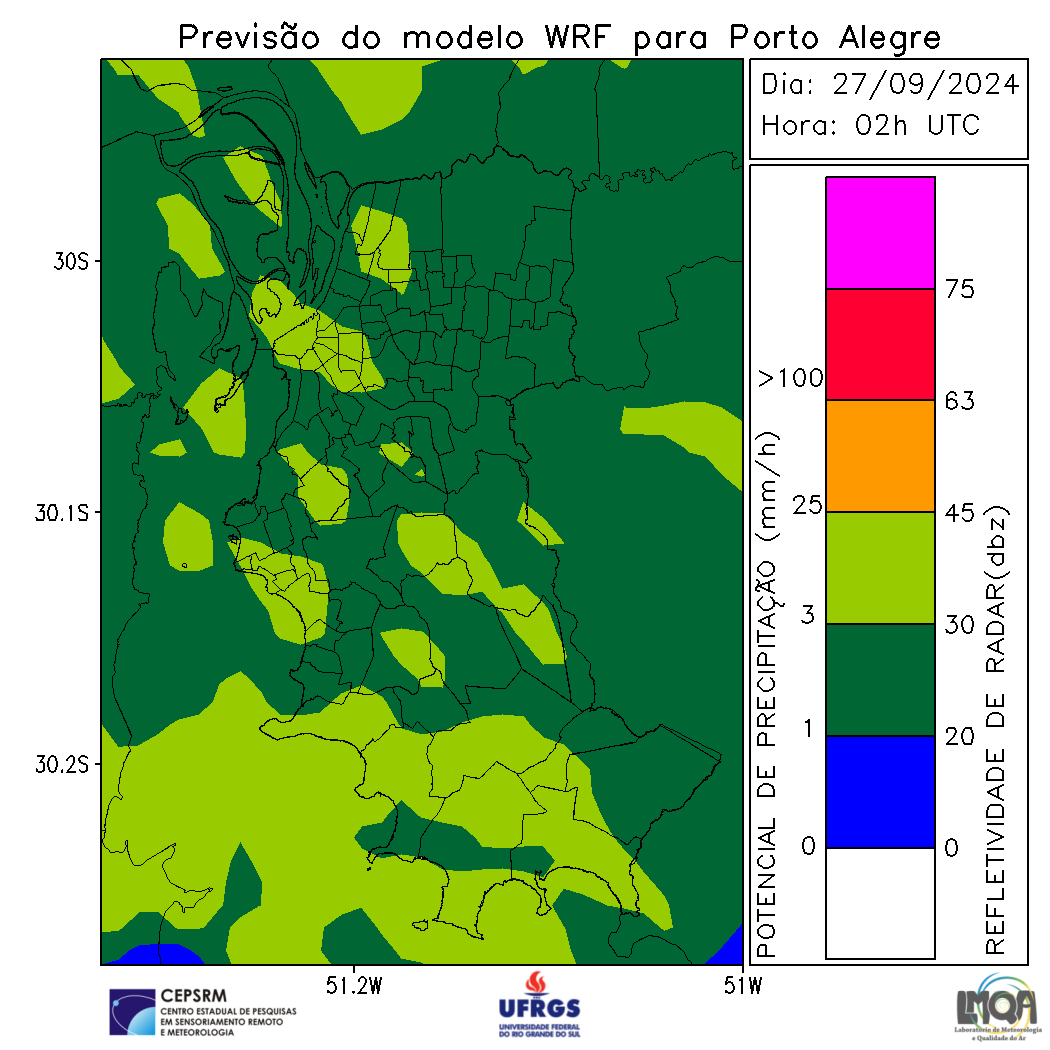 Previsão do modelo WRF para Porto Alegre
Dia: 27/09/2024
Hora: 02h UTC
30S
30.1S
30.2S
51.2W
51W
POTENCIAL DE PRECIPITAÇÃO (mm/h)
>100
25
3
1
0
75
63
45
30
20
0
REFLETIVIDADE DE RADAR(dbz)
CEPSRM
CENTRO ESTADUAL DE PESQUISAS
EM SENSORIAMENTO REMOTO
E METEOROLOGIA
UFRGS
UNIVERSIDADE FEDERAL
DO RIO GRANDE DO SUL
LMQA
Laboratório de Meteorologia
e Qualidade do Ar